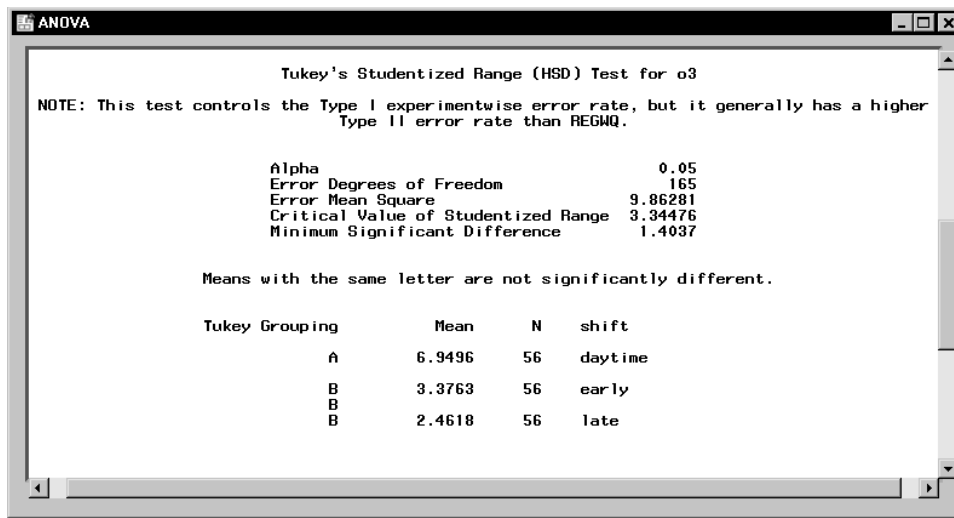 ANOVA
Tukey's Studentized Range (HSD) Test for o3
NOTE: This test controls the Type I experimentwise error rate, but it generally has a higher
Type II error rate than REGWQ.
Alpha 0.05
Error Degrees of Freedom 165
Error Mean Square 9.86281
Critical Value of Studentized Range 3.34476
Minimum Significant Difference 1.4037
Means with the same letter are not significantly different.
Tukey Grouping Mean N shift
A 6.9496 56 daytime
B 3.3763 56 early
B
B 2.4618 56 late